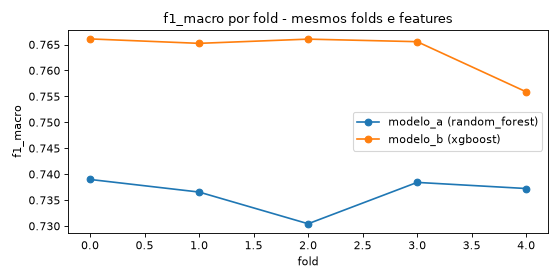 f1_macro por fold - mesmos folds e features
f1_macro
0.765
0.760
0.755
0.750
0.745
0.740
0.735
0.730
modelo_a (random_forest)
modelo_b (xgboost)
0.0 0.5 1.0 1.5 2.0 2.5 3.0 3.5 4.0
fold